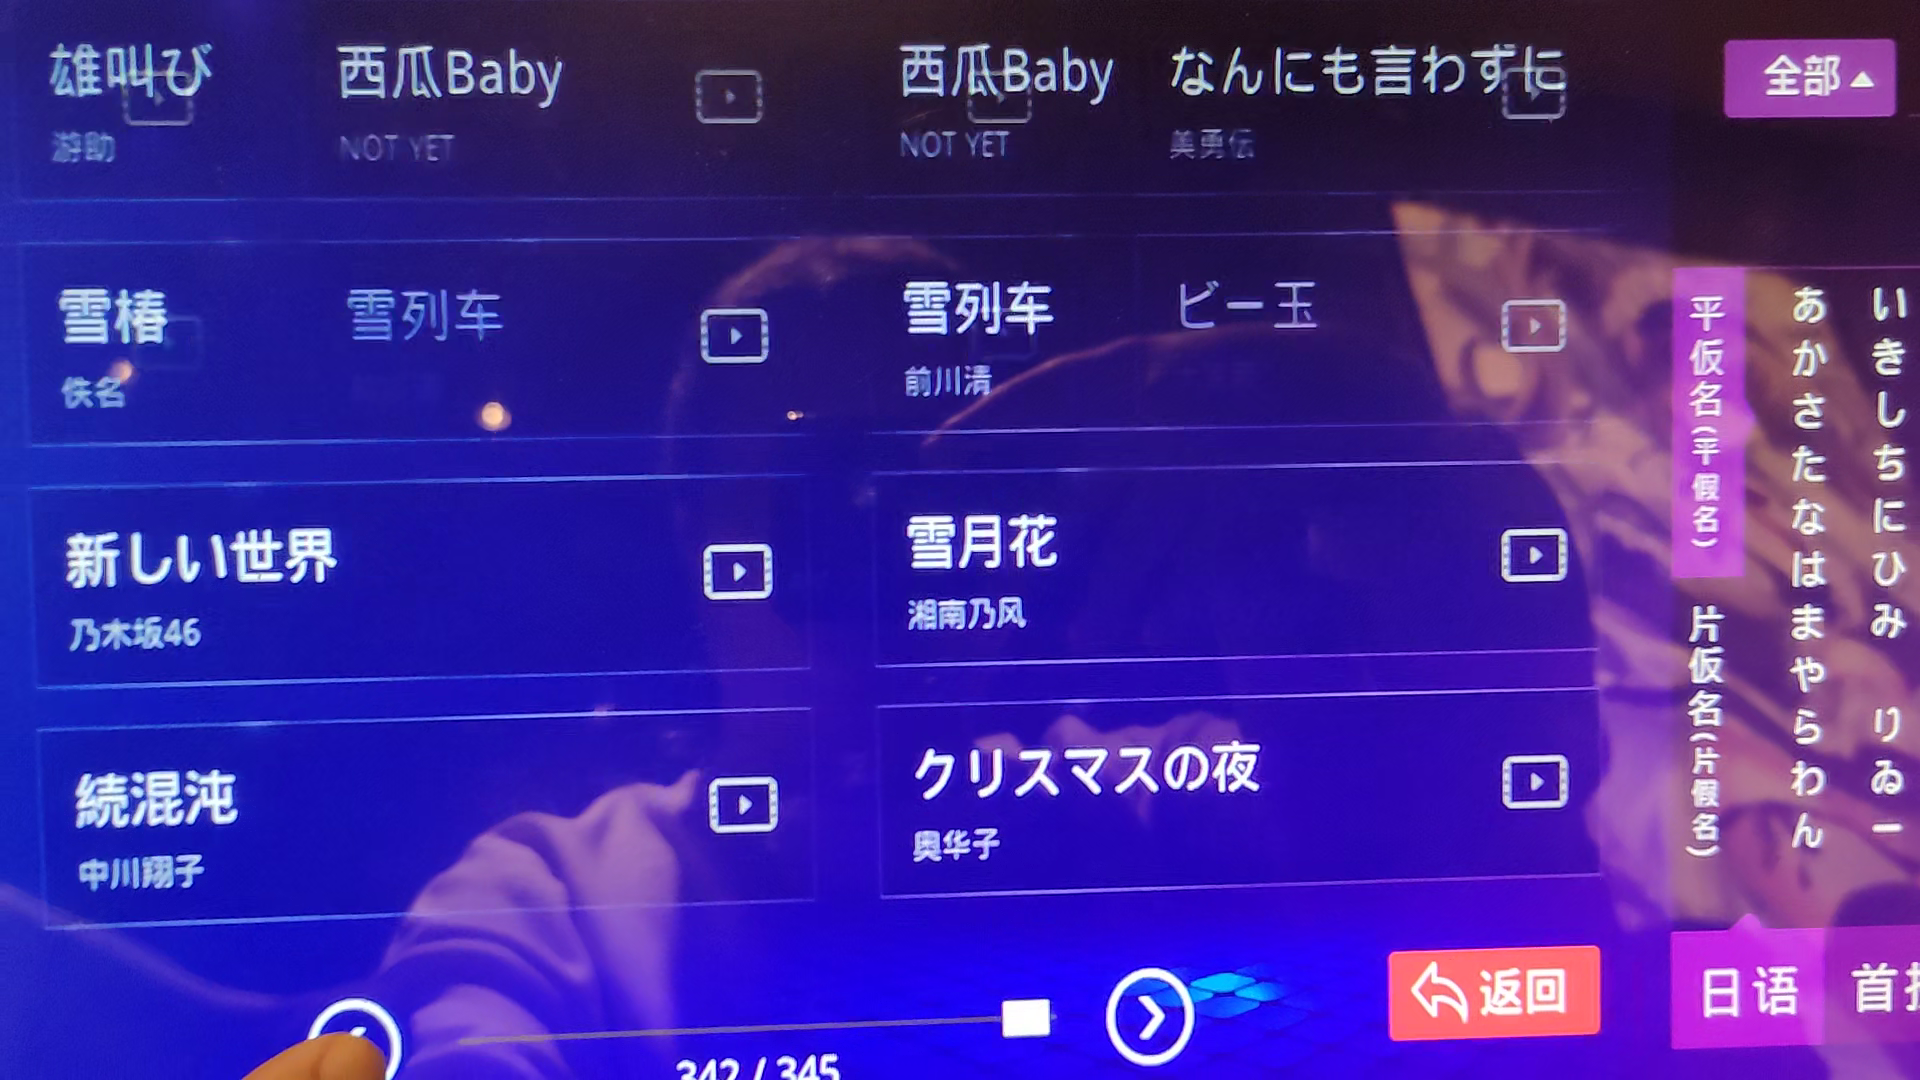 雄叫び
西瓜Baby
西瓜Baby
なんにも言わずに
全部
游助
NOT YET
NOT YET
美勇伝
雪椿
雪列车
雪列车
ビー玉
佚名
前川清
新しい世界
雪月花
乃木坂46
湘南乃风
続混沌
クリスマスの夜
中川翔子
奥华子
平仮名(平假名)
片仮名(片假名)
あかさたなはまやらわん
いきしちにひみ りゐー
342 / 345
返回
日语
首